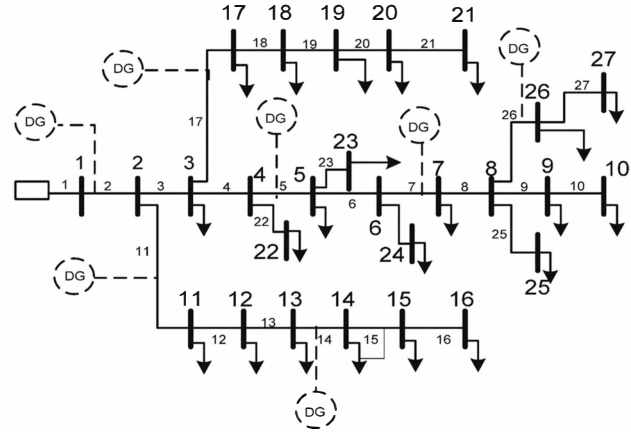 17 18 19 20 21
18 19 20 21
DG DG DG
27
26
27
26
DG DG DG
17
23
1 2 3 4 5 23 7 8 9 10
1 2 3 4 5 6 7 8 9 10
22 6 25
11 22 24 25
DG
11 12 13 14 15 16
12 13 14 15 16
DG